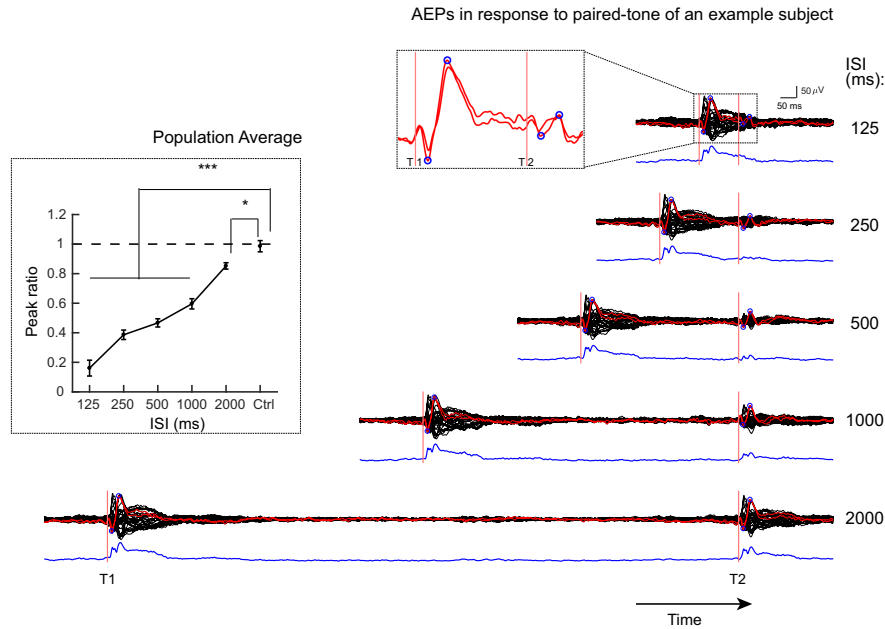 AEPs in response to paired-tone of an example subject
ISI
(ms):
50 μV
50 ms
T 1
T 2
125
250
500
1000
2000
T1
T2
Time
Population Average
***
*
Peak ratio
1.2
1
0.8
0.6
0.4
0.2
0
125 250 500 1000 2000 Ctrl
ISI (ms)